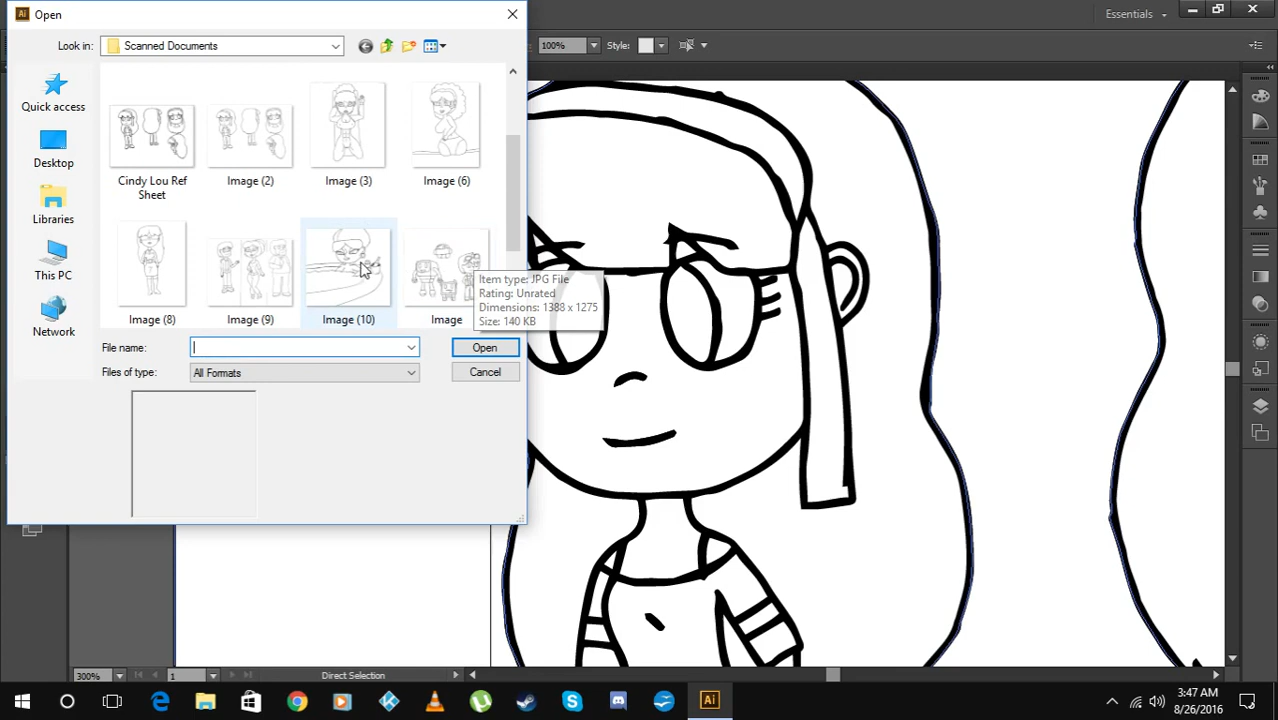 Ai Open
Essentials
Look in: Scanned Documents
100% Style:
Quick access
Desktop
Libraries
This PC
Network
Cindy Lou Ref
Sheet
Image (2)
Image (3)
Image (6)
Image (8)
Image (9)
Image (10)
Image
Item type: JPG File
Rating: Unrated
Dimensions: 1388 x 1275
Size: 140 KB
File name:
Open
Files of type: All Formats
Cancel
300% 1 Direct Selection
Ai
3:47 AM
8/26/2016